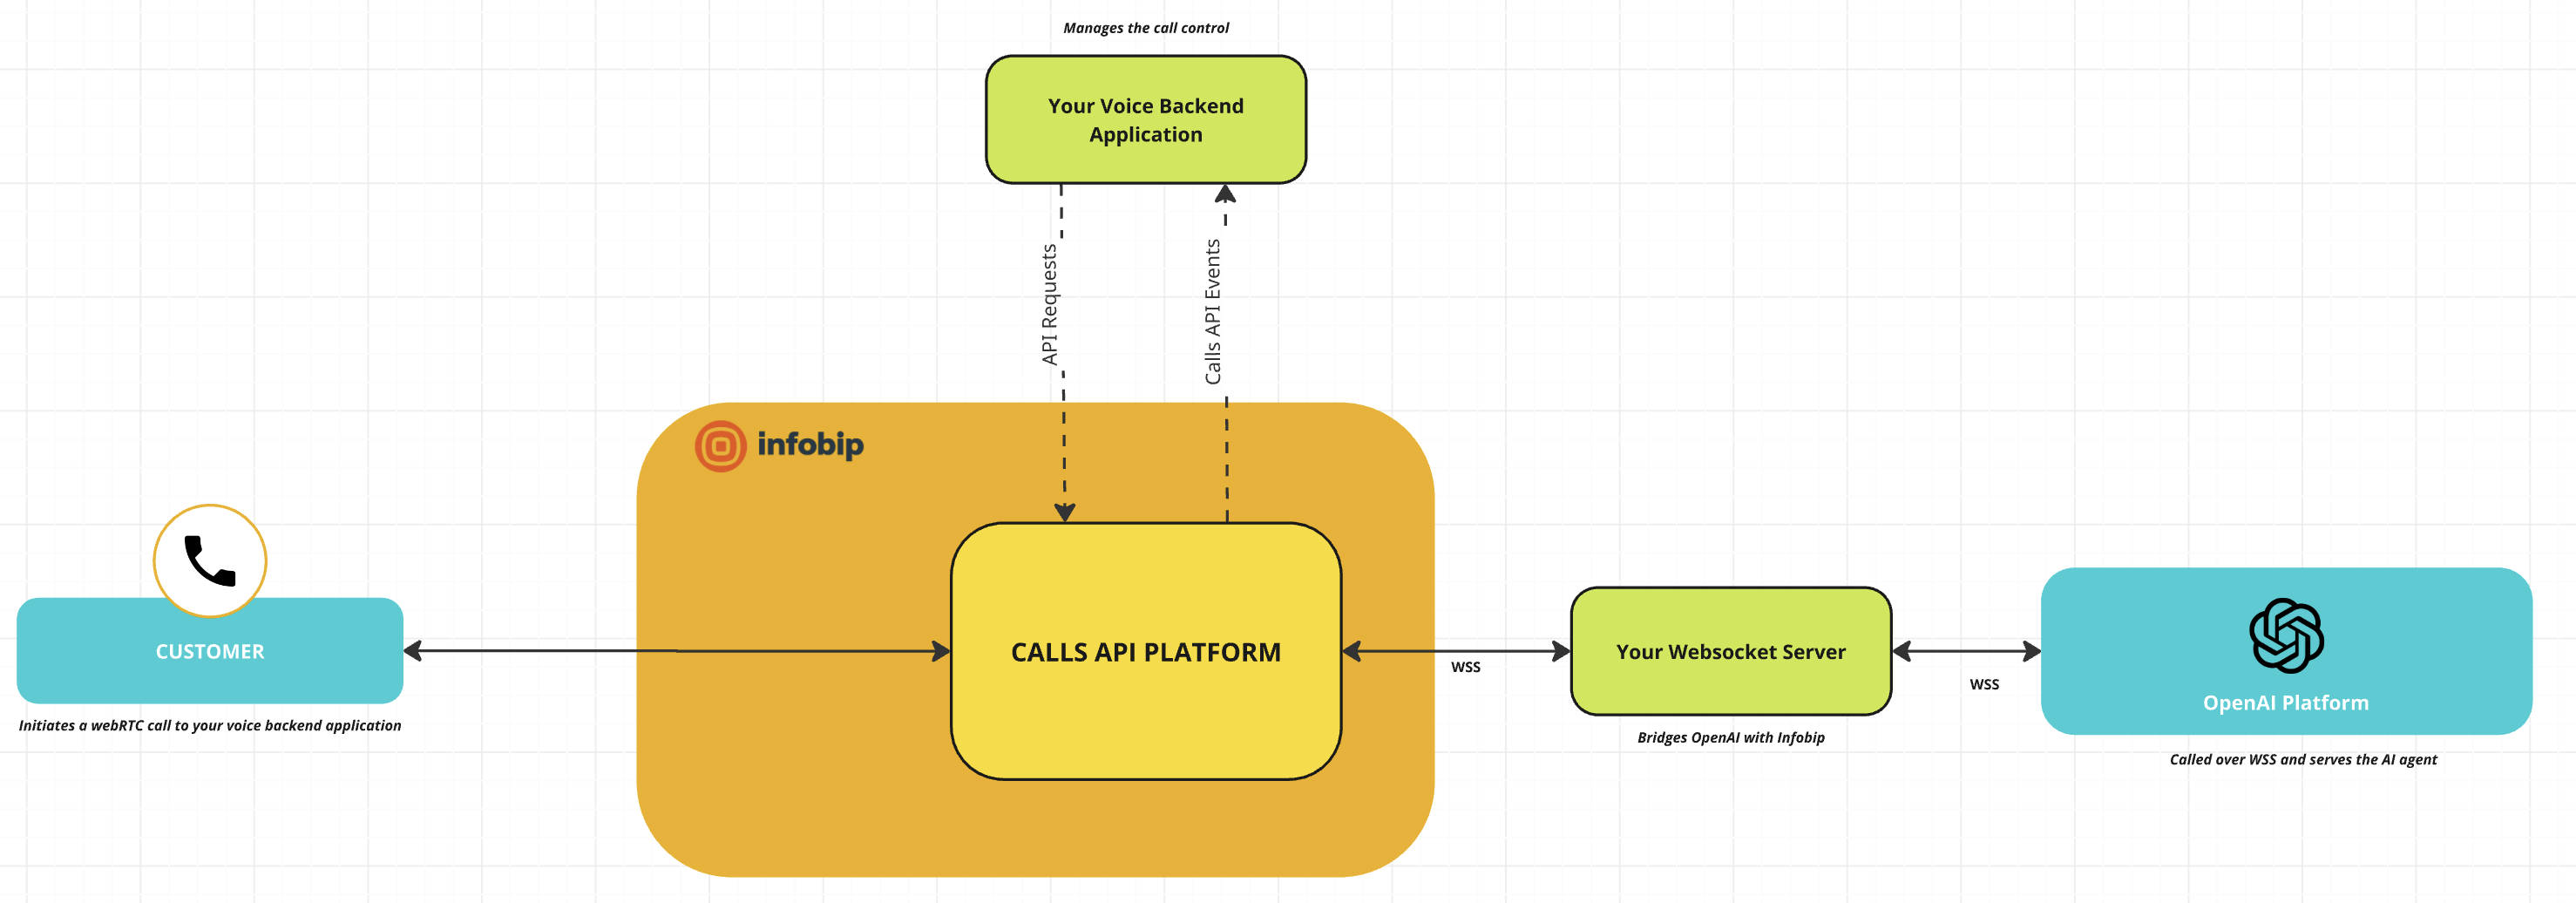 Manages the call control
Your Voice Backend
Application
API Requests
Calls API Events
infobip
CUSTOMER
Initiates a webRTC call to your voice backend application
CALLS API PLATFORM
WSS
Your Websocket Server
Bridges OpenAI with Infobip
WSS
OpenAI Platform
Called over WSS and serves the AI agent